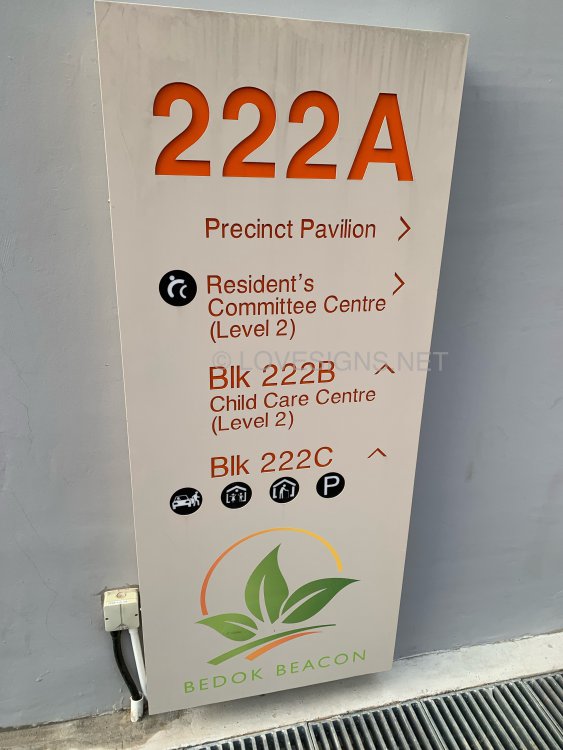 222A
Precinct Pavilion >
Resident's >
Committee Centre
(Level 2)
© LOVESIGNS.NET
Blk 222B ^
Child Care Centre
(Level 2)
Blk 222C ^
P
BEDOK BEACON